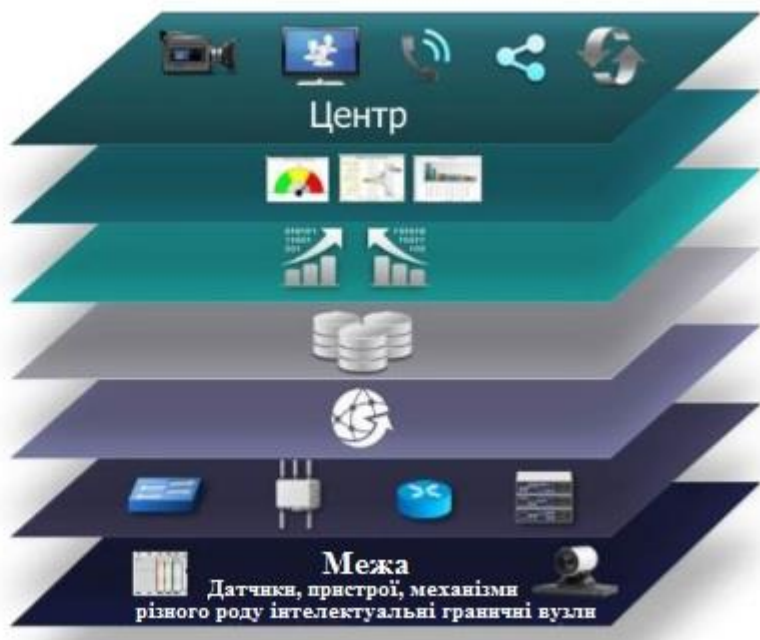 Центр
Межа
Датчики, пристрої, механізми
різного роду інтелектуальні граничні вузли